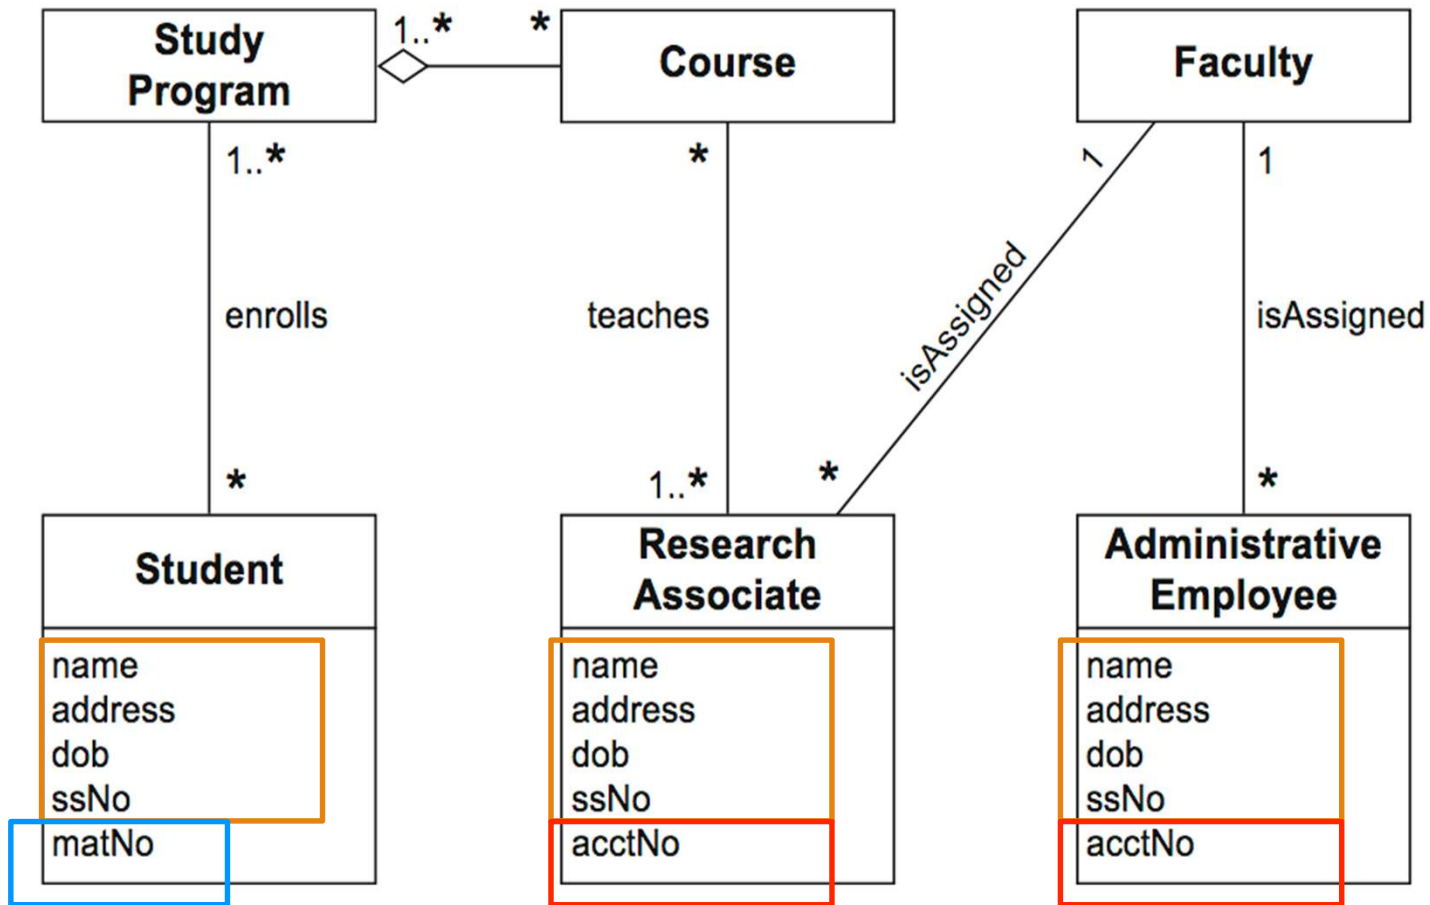 Study
Program
1..*
*
Course
Faculty
1..*
*
1
1
enrolls
teaches
isAssigned
isAssigned
*
1..*
*
*
Student
Research
Associate
Administrative
Employee
name
address
dob
ssNo
matNo
name
address
dob
ssNo
acctNo
name
address
dob
ssNo
acctNo